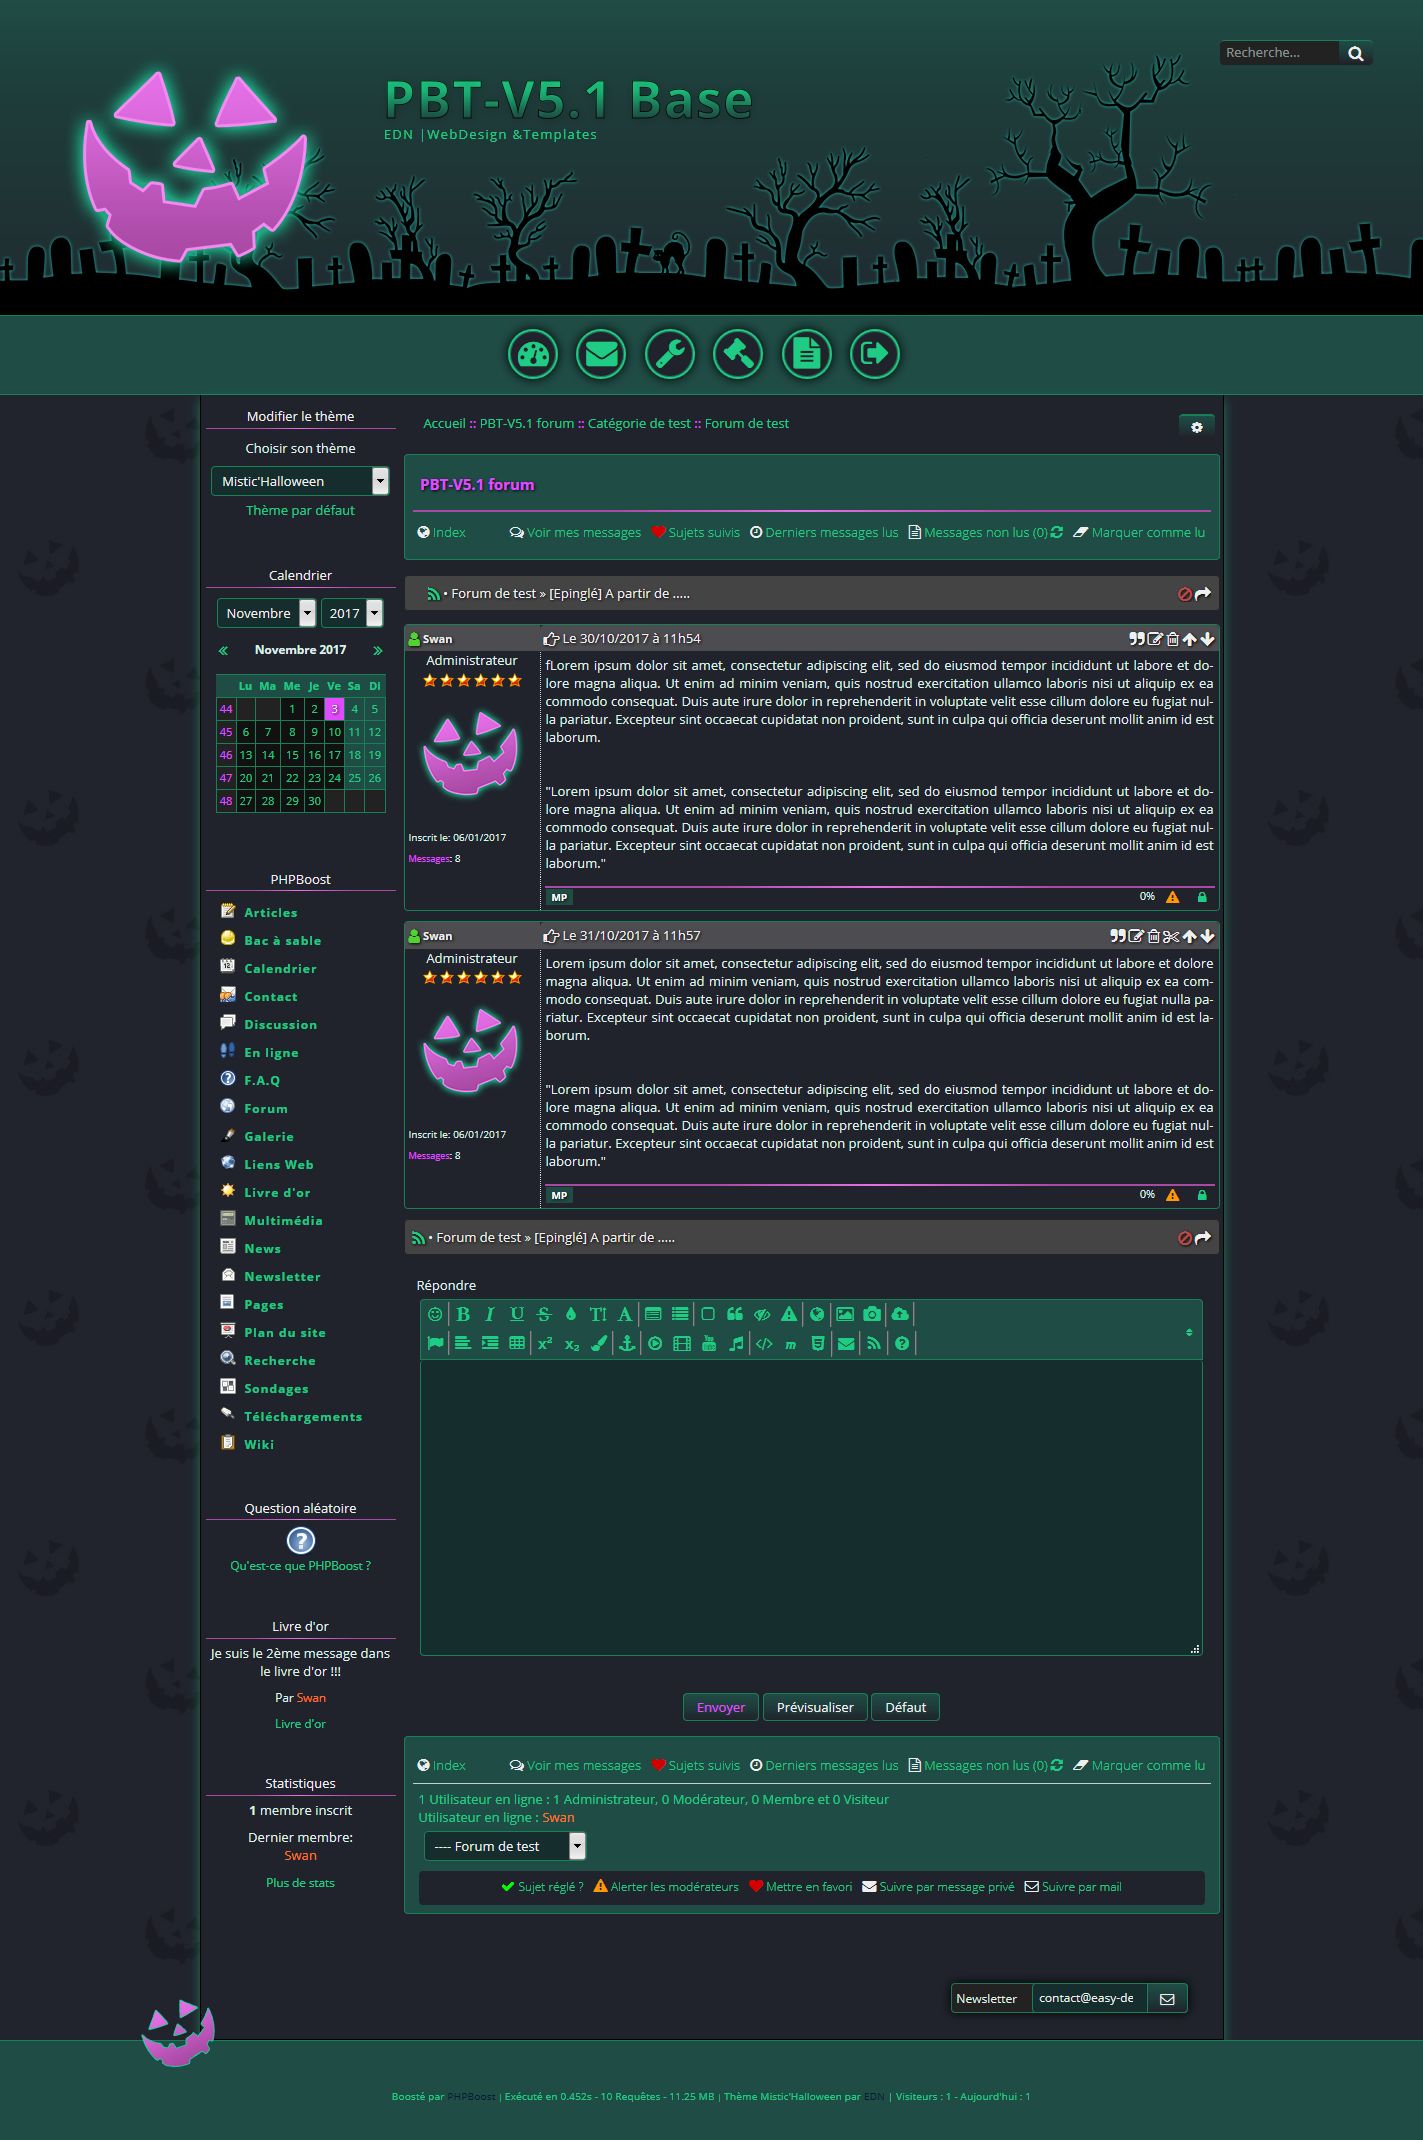 Recherche...
PBT-V5.1 Base
EDN |WebDesign &Templates
Modifier le thème
Choisir son thème
Mistic'Halloween
Thème par défaut
Calendrier
Novembre 2017
« Novembre 2017 »
Lu Ma Me Je Ve Sa Di
44 1 2 3 4 5
45 6 7 8 9 10 11 12
46 13 14 15 16 17 18 19
47 20 21 22 23 24 25 26
48 27 28 29 30
PHPBoost
Articles
Bac à sable
Calendrier
Contact
Discussion
En ligne
F.A.Q
Forum
Galerie
Liens Web
Livre d'or
Multimédia
News
Newsletter
Pages
Plan du site
Recherche
Sondages
Téléchargements
Wiki
Question aléatoire
Qu'est-ce que PHPBoost ?
Livre d'or
Je suis le 2ème message dans
le livre d'or !!!
Par Swan
Livre d'or
Statistiques
1 membre inscrit
Dernier membre:
Swan
Plus de stats
Accueil :: PBT-V5.1 forum :: Catégorie de test :: Forum de test
PBT-V5.1 forum
Index Voir mes messages Sujets suivis Derniers messages lus Messages non lus (0) Marquer comme lu
• Forum de test » [Epinglé] A partir de .....
Swan Le 30/10/2017 à 11h54
Administrateur
Inscrit le: 06/01/2017
Messages: 8
fLorem ipsum dolor sit amet, consectetur adipiscing elit, sed do eiusmod tempor incididunt ut labore et do-
lore magna aliqua. Ut enim ad minim veniam, quis nostrud exercitation ullamco laboris nisi ut aliquip ex ea
commodo consequat. Duis aute irure dolor in reprehenderit in voluptate velit esse cillum dolore eu fugiat nul-
la pariatur. Excepteur sint occaecat cupidatat non proident, sunt in culpa qui officia deserunt mollit anim id est
laborum.
"Lorem ipsum dolor sit amet, consectetur adipiscing elit, sed do eiusmod tempor incididunt ut labore et do-
lore magna aliqua. Ut enim ad minim veniam, quis nostrud exercitation ullamco laboris nisi ut aliquip ex ea
commodo consequat. Duis aute irure dolor in reprehenderit in voluptate velit esse cillum dolore eu fugiat nul-
la pariatur. Excepteur sint occaecat cupidatat non proident, sunt in culpa qui officia deserunt mollit anim id est
laborum."
MP 0%
Swan Le 31/10/2017 à 11h57
Administrateur
Inscrit le: 06/01/2017
Messages: 8
Lorem ipsum dolor sit amet, consectetur adipiscing elit, sed do eiusmod tempor incididunt ut labore et dolore
magna aliqua. Ut enim ad minim veniam, quis nostrud exercitation ullamco laboris nisi ut aliquip ex ea com-
modo consequat. Duis aute irure dolor in reprehenderit in voluptate velit esse cillum dolore eu fugiat nulla pa-
riatur. Excepteur sint occaecat cupidatat non proident, sunt in culpa qui officia deserunt mollit anim id est la-
borum.
"Lorem ipsum dolor sit amet, consectetur adipiscing elit, sed do eiusmod tempor incididunt ut labore et do-
lore magna aliqua. Ut enim ad minim veniam, quis nostrud exercitation ullamco laboris nisi ut aliquip ex ea
commodo consequat. Duis aute irure dolor in reprehenderit in voluptate velit esse cillum dolore eu fugiat nul-
la pariatur. Excepteur sint occaecat cupidatat non proident, sunt in culpa qui officia deserunt mollit anim id est
laborum."
MP 0%
• Forum de test » [Epinglé] A partir de .....
Répondre
Envoyer Prévisualiser Défaut
Index Voir mes messages Sujets suivis Derniers messages lus Messages non lus (0) Marquer comme lu
1 Utilisateur en ligne : 1 Administrateur, 0 Modérateur, 0 Membre et 0 Visiteur
Utilisateur en ligne : Swan
---- Forum de test
Sujet réglé ? Alerter les modérateurs Mettre en favori Suivre par message privé Suivre par mail
Newsletter contact@easy-de
Boosté par PHPBoost | Exécuté en 0.452s - 10 Requêtes - 11.25 MB | Thème Mistic'Halloween par EDN | Visiteurs : 1 - Aujourd'hui : 1